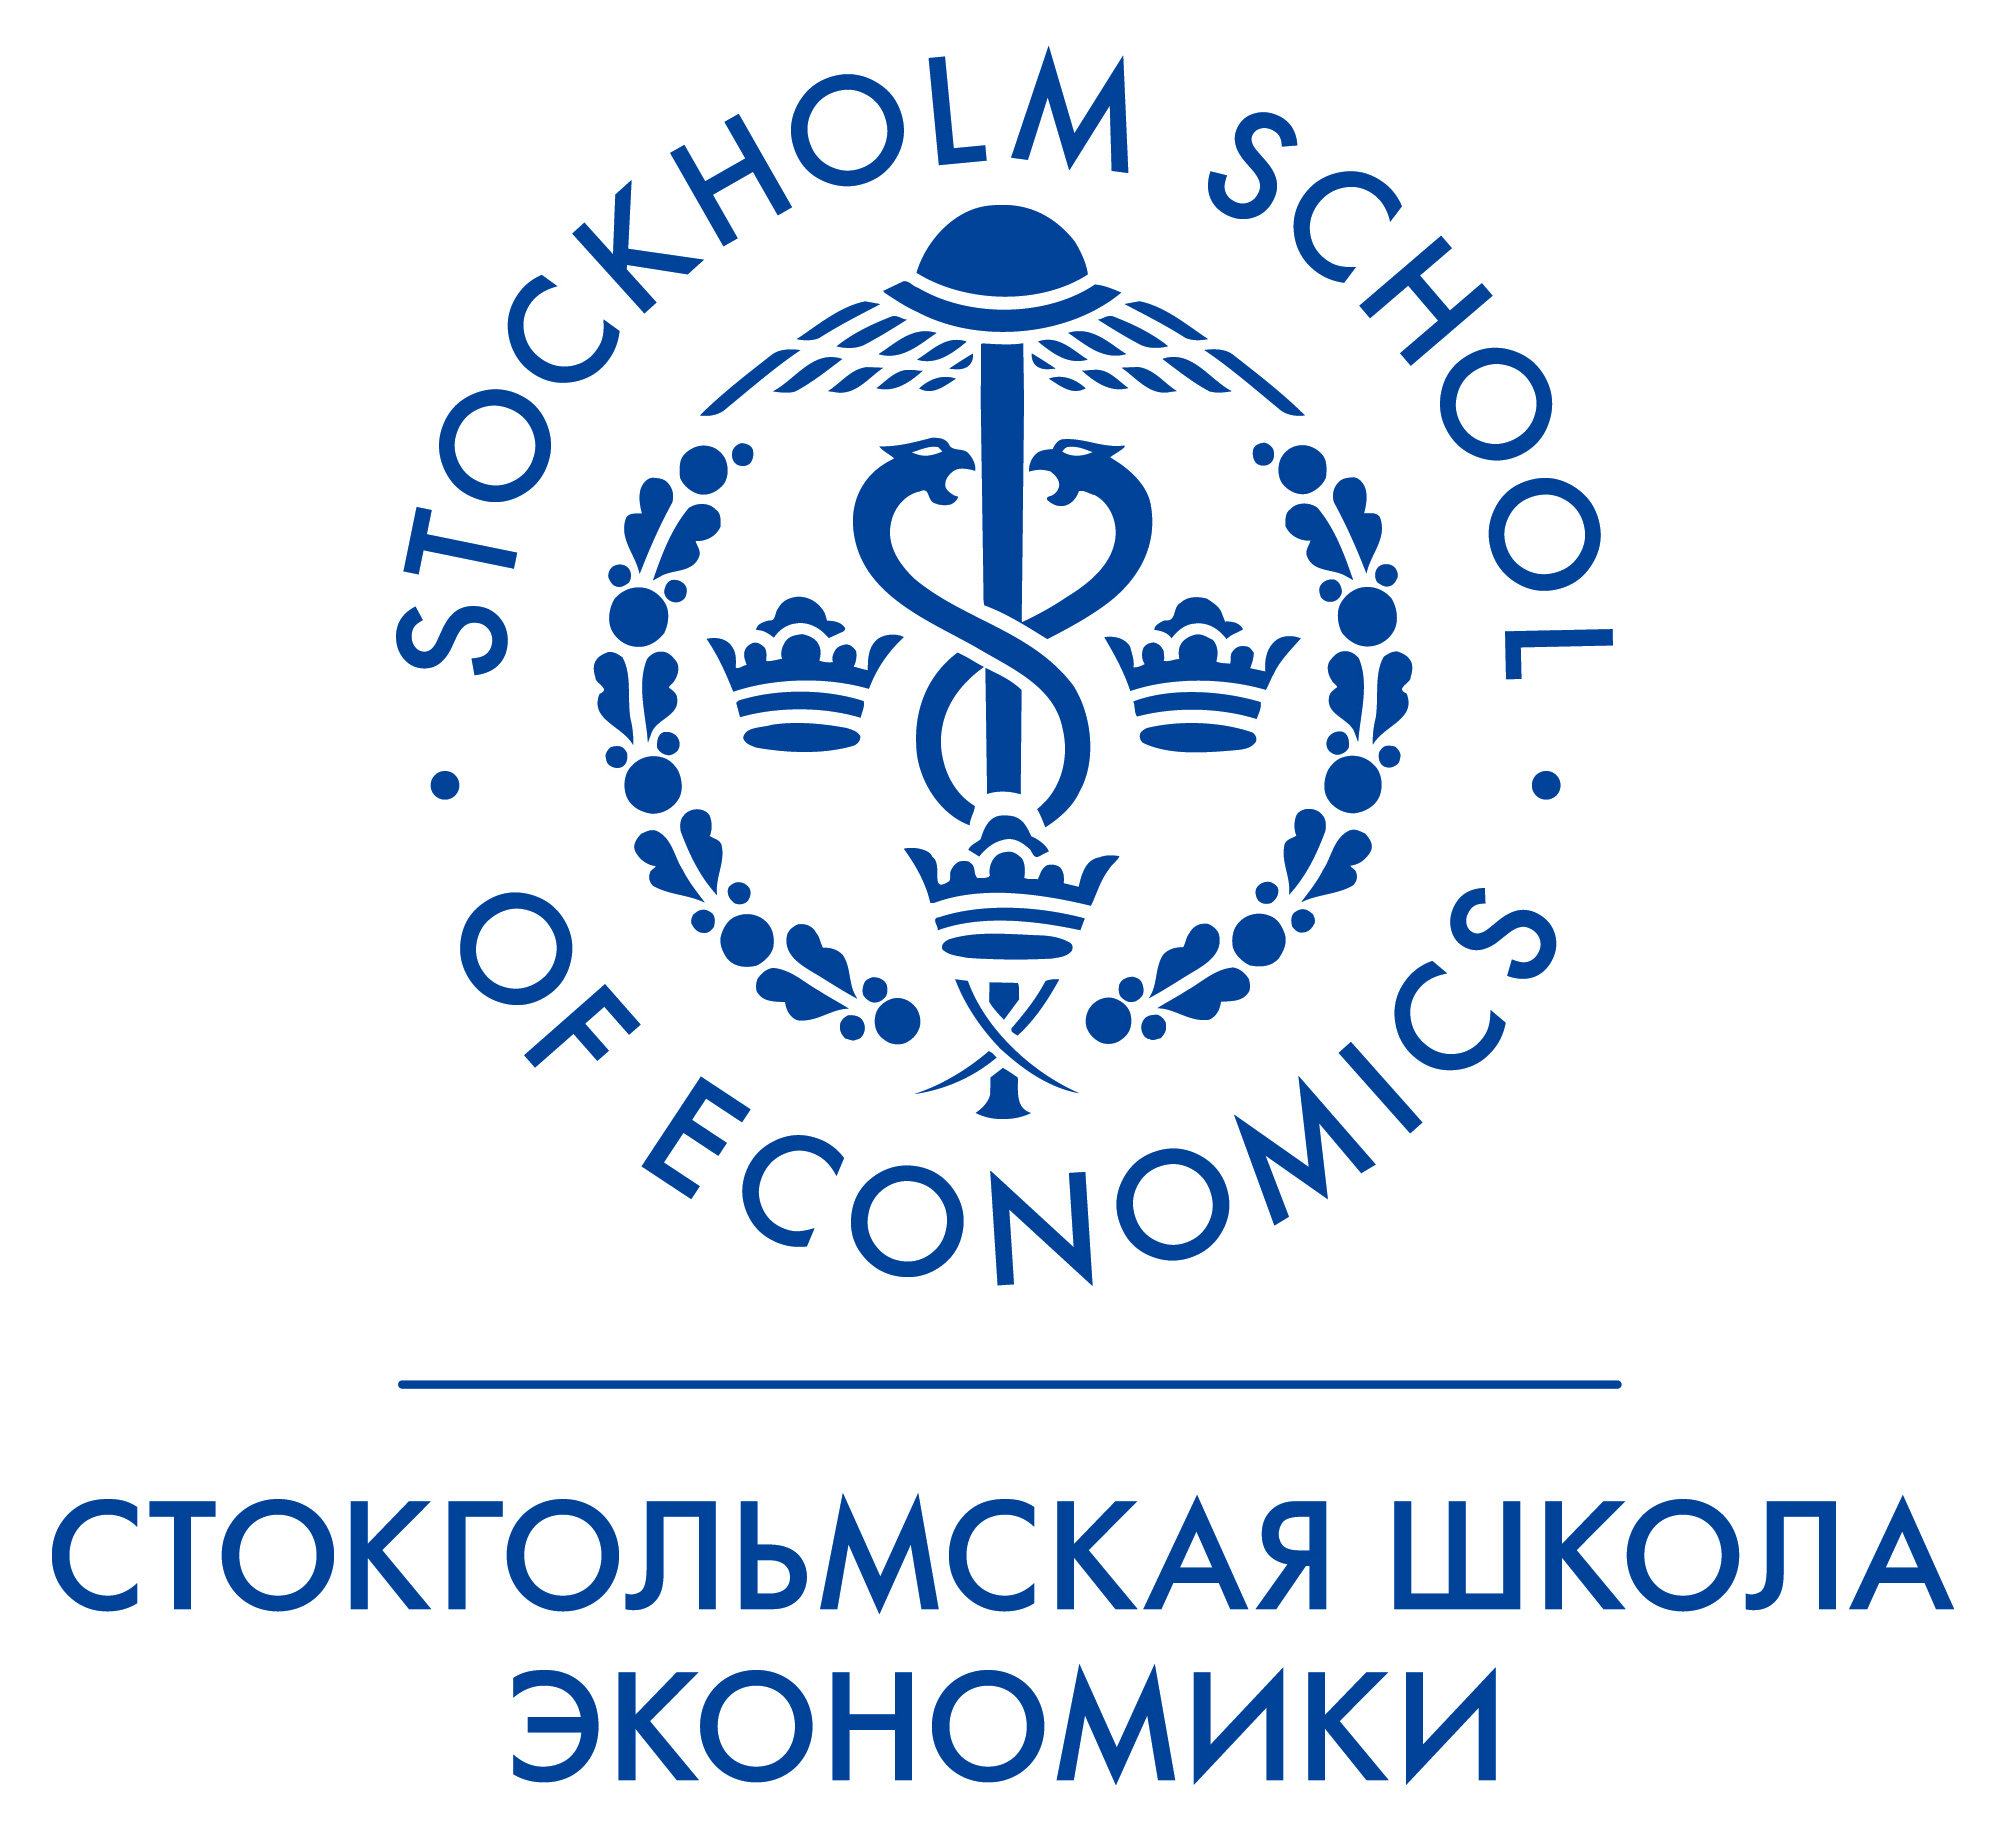 STOCKHOLM SCHOOL
· OF ECONOMICS ·
СТОКГОЛЬМСКАЯ ШКОЛА
ЭКОНОМИКИ